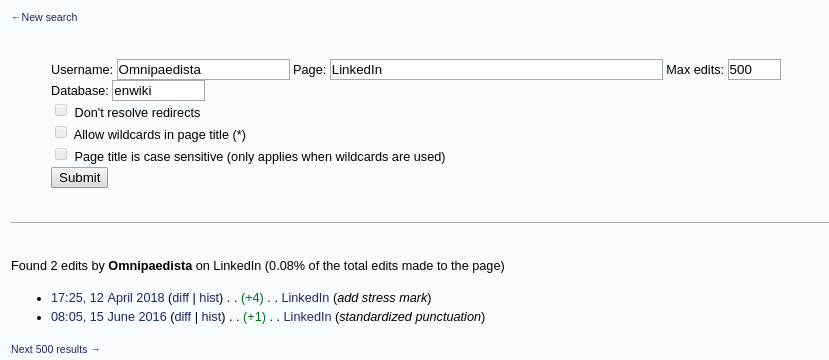 ←New search
Username: Omnipaedista Page: LinkedIn Max edits: 500
Database: enwiki
Don't resolve redirects
Allow wildcards in page title (*)
Page title is case sensitive (only applies when wildcards are used)
Submit
Found 2 edits by Omnipaedista on LinkedIn (0.08% of the total edits made to the page)
• 17:25, 12 April 2018 (diff | hist) . . (+4) . . LinkedIn (add stress mark)
• 08:05, 15 June 2016 (diff | hist) . . (+1) . . LinkedIn (standardized punctuation)
Next 500 results →